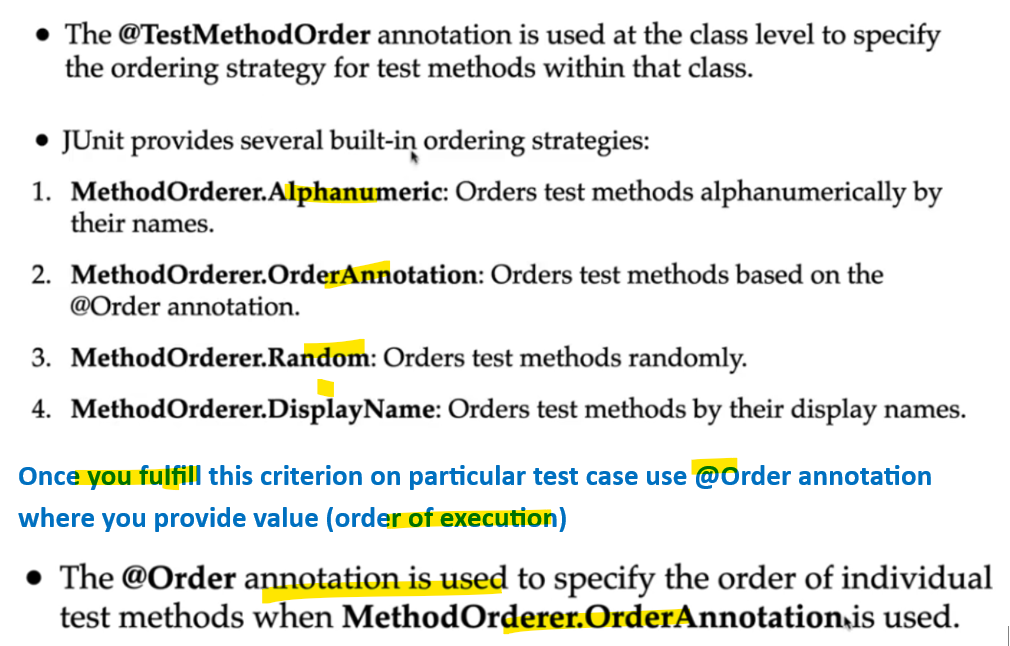 • The @TestMethodOrder annotation is used at the class level to specify
the ordering strategy for test methods within that class.
• JUnit provides several built-in ordering strategies:
1. MethodOrderer.Alphanumeric: Orders test methods alphanumerically by
their names.
2. MethodOrderer.OrderAnnotation: Orders test methods based on the
@Order annotation.
3. MethodOrderer.Random: Orders test methods randomly.
4. MethodOrderer.DisplayName: Orders test methods by their display names.
Once you fulfill this criterion on particular test case use @Order annotation
where you provide value (order of execution)
• The @Order annotation is used to specify the order of individual
test methods when MethodOrderer.OrderAnnotation is used.